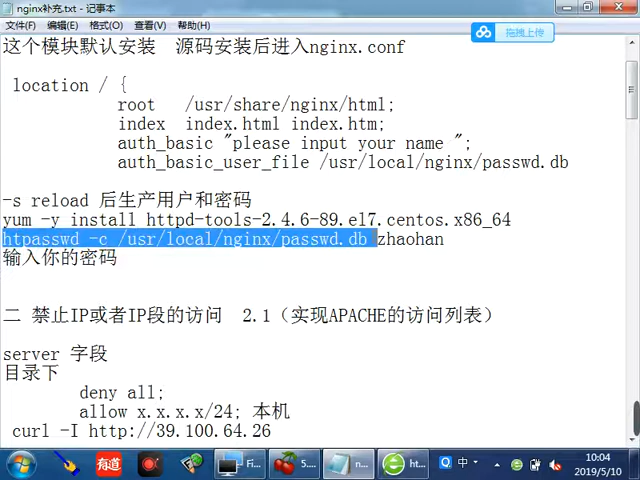 nginx补充.txt - 记事本
文件(F) 编辑(E) 格式(O) 查看(V) 帮助(H)
拖拽上传
这个模块默认安装 源码安装后进入nginx.conf
location / {
root /usr/share/nginx/html;
index index.html index.htm;
auth_basic "please input your name ";
auth_basic_user_file /usr/local/nginx/passwd.db
-s reload 后生产用户和密码
yum -y install httpd-tools-2.4.6-89.el7.centos.x86_64
htpasswd -c /usr/local/nginx/passwd.db zhaohan
输入你的密码
二 禁止IP或者IP段的访问 2.1（实现APACHE的访问列表）
server 字段
目录下
deny all;
allow x.x.x.x/24; 本机
curl -I http://39.100.64.26
有道
Fi...
5....
n...
ht...
中
10:04
2019/5/10